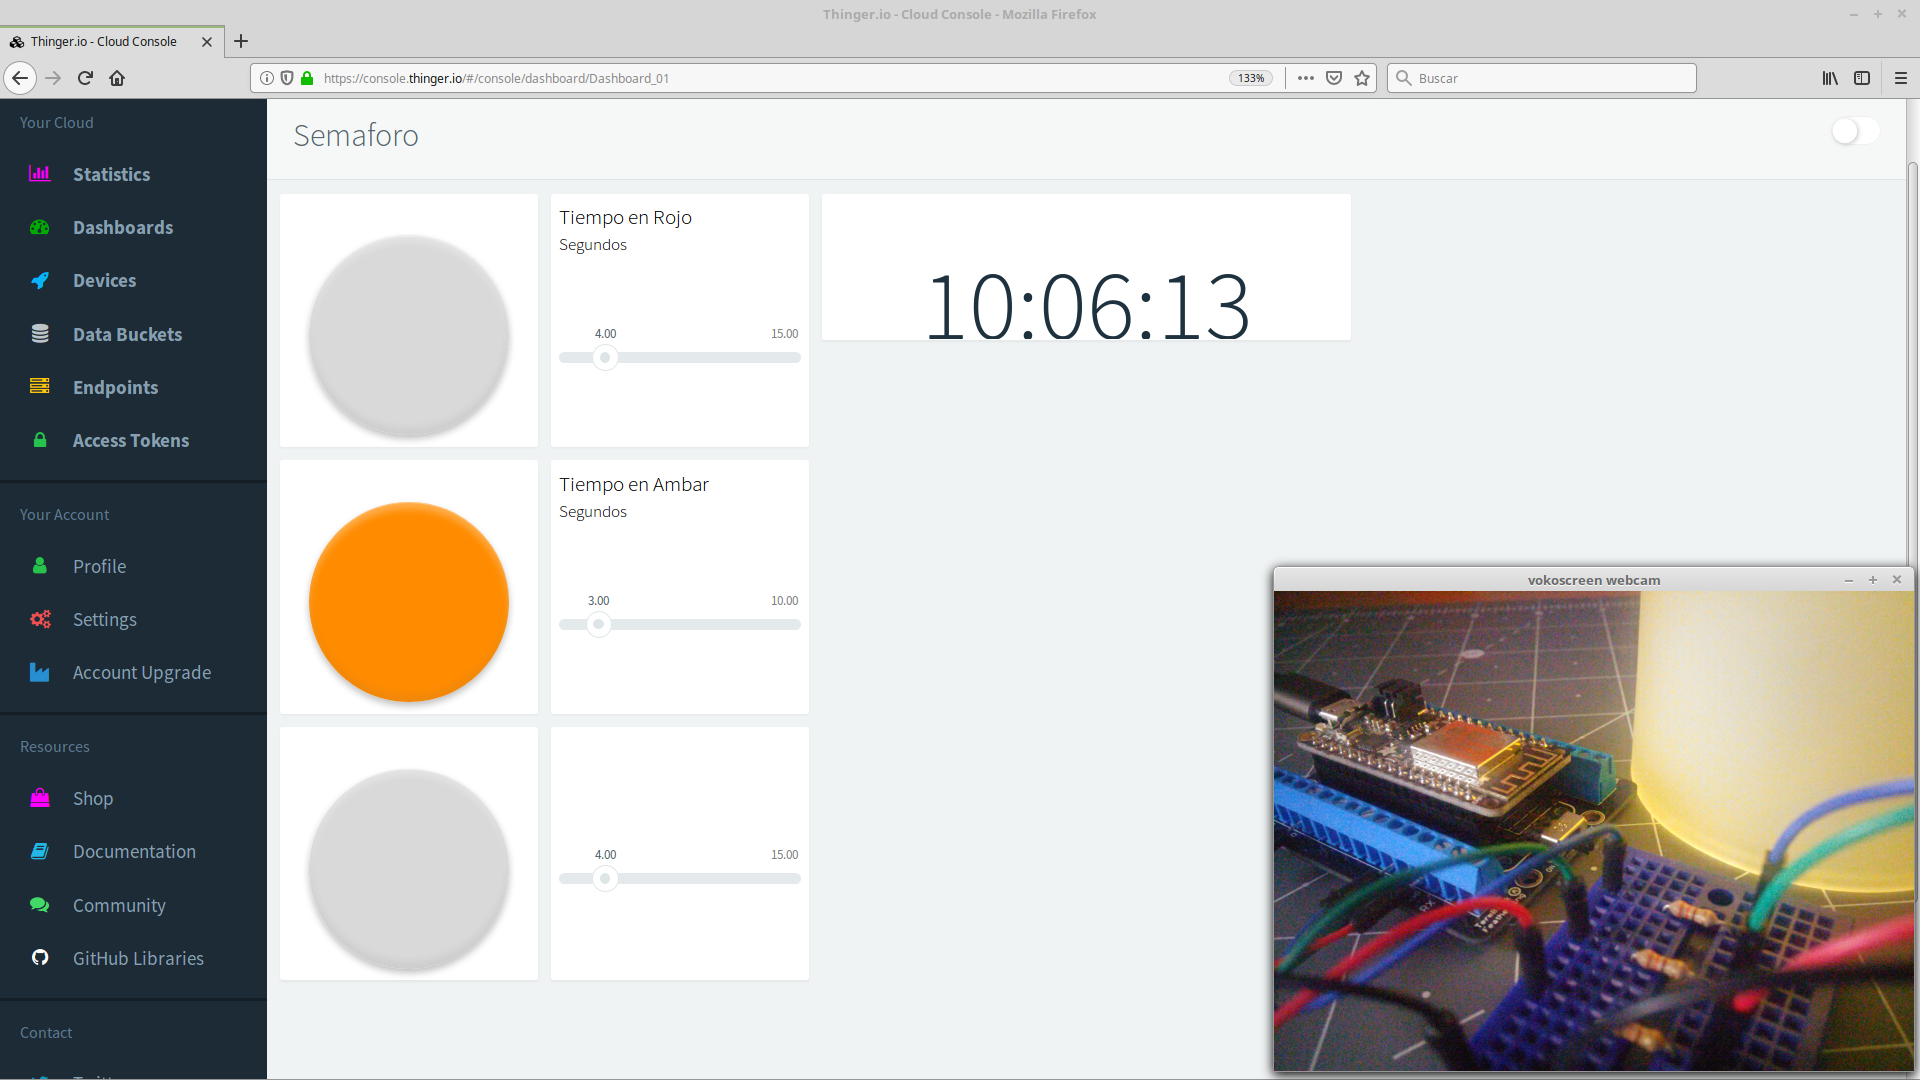 Thinger.io - Cloud Console - Mozilla Firefox
Thinger.io - Cloud Console
https://console.thinger.io/#/console/dashboard/Dashboard_01
133%
Buscar
Your Cloud
Statistics
Dashboards
Devices
Data Buckets
Endpoints
Access Tokens
Your Account
Profile
Settings
Account Upgrade
Resources
Shop
Documentation
Community
GitHub Libraries
Contact
Semaforo
Tiempo en Rojo
Segundos
4.00
15.00
10:06:13
Tiempo en Ambar
Segundos
3.00
10.00
4.00
15.00
vokoscreen webcam
RX